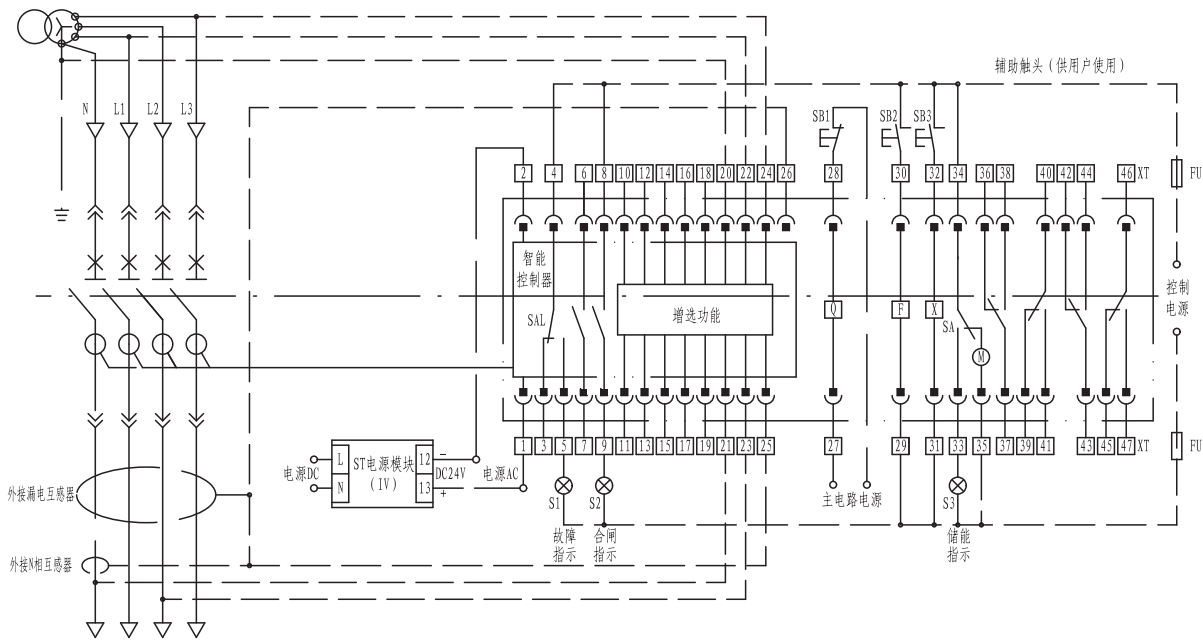 辅助触头（供用户使用）
N L1 L2 L3
SB1 SB2 SB3
2 4 6 8 10 12 14 16 18 20 22 24 26 28 30 32 34 36 38 40 42 44 46 XT FU
智能
控制器
增选功能
SAL
Q F X
SA
M
控制
电源
1 3 5 7 9 11 13 15 17 19 21 23 25 27 29 31 33 35 37 39 41 43 45 47 XT FU
电源DC
L
N
ST电源模块
(IV)
12
13
－
DC24V
+
电源AC
S1
故障
指示
S2
合闸
指示
主电路电源
S3
储能
指示
外接漏电互感器
外接N相互感器